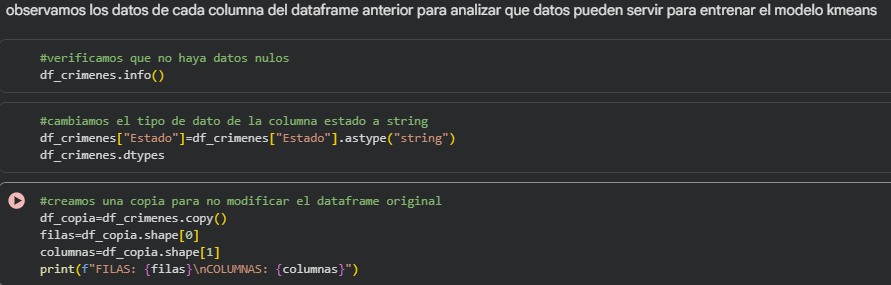 observamos los datos de cada columna del dataframe anterior para analizar que datos pueden servir para entrenar el modelo kmeans
#verificamos que no haya datos nulos
df_crimenes.info()
#cambiamos el tipo de dato de la columna estado a string
df_crimenes["Estado"]=df_crimenes["Estado"].astype("string")
df_crimenes.dtypes
#creamos una copia para no modificar el dataframe original
df_copia=df_crimenes.copy()
filas=df_copia.shape[0]
columnas=df_copia.shape[1]
print(f"FILAS: {filas}\nCOLUMNAS: {columnas}")